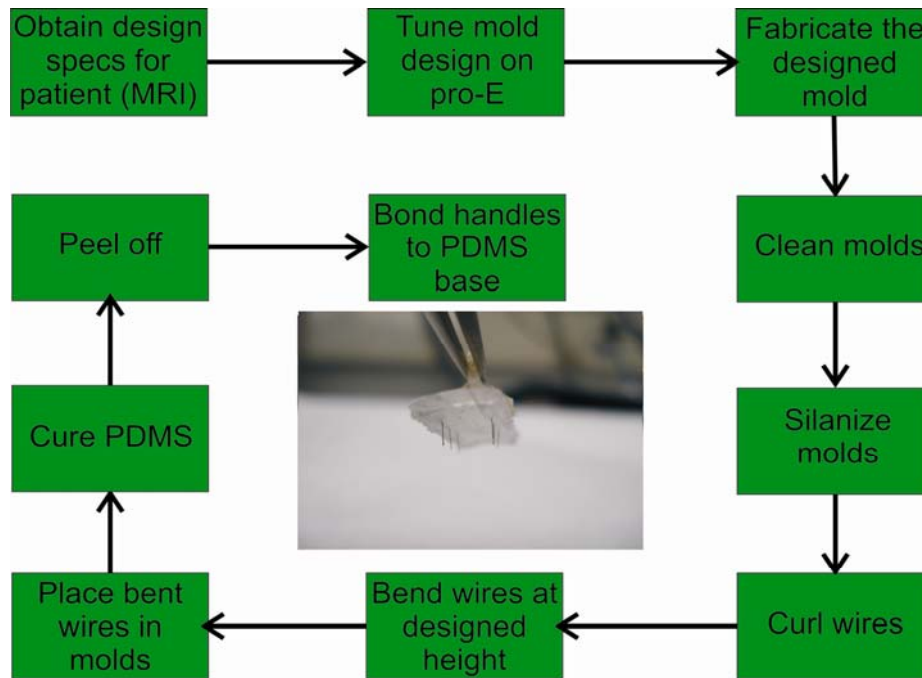 Obtain design
specs for
patient (MRI)
Tune mold
design on
pro-E
Fabricate the
designed
mold
Clean molds
Silanize
molds
Curl wires
Bend wires at
designed
height
Place bent
wires in
molds
Cure PDMS
Peel off
Bond handles
to PDMS
base